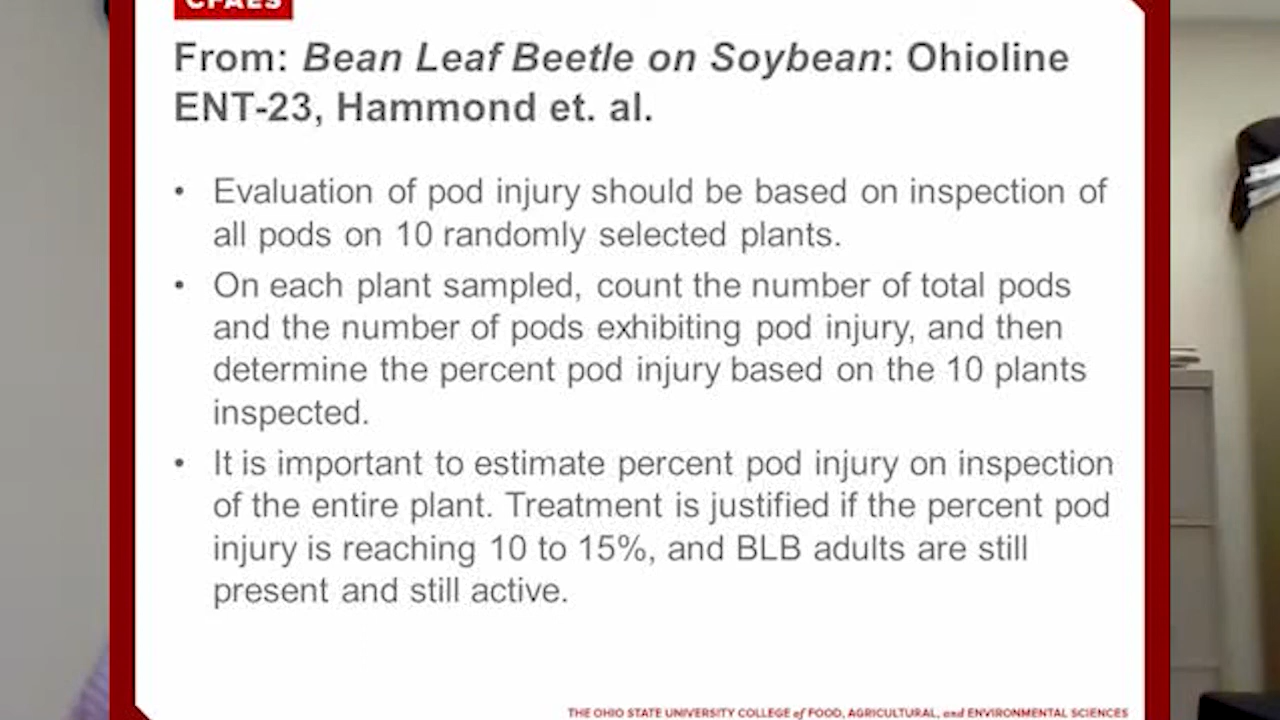 CFAES
From: Bean Leaf Beetle on Soybean: Ohioline
ENT-23, Hammond et. al.
• Evaluation of pod injury should be based on inspection of
all pods on 10 randomly selected plants.
• On each plant sampled, count the number of total pods
and the number of pods exhibiting pod injury, and then
determine the percent pod injury based on the 10 plants
inspected.
• It is important to estimate percent pod injury on inspection
of the entire plant. Treatment is justified if the percent pod
injury is reaching 10 to 15%, and BLB adults are still
present and still active.
THE OHIO STATE UNIVERSITY COLLEGE of FOOD, AGRICULTURAL, and ENVIRONMENTAL SCIENCES